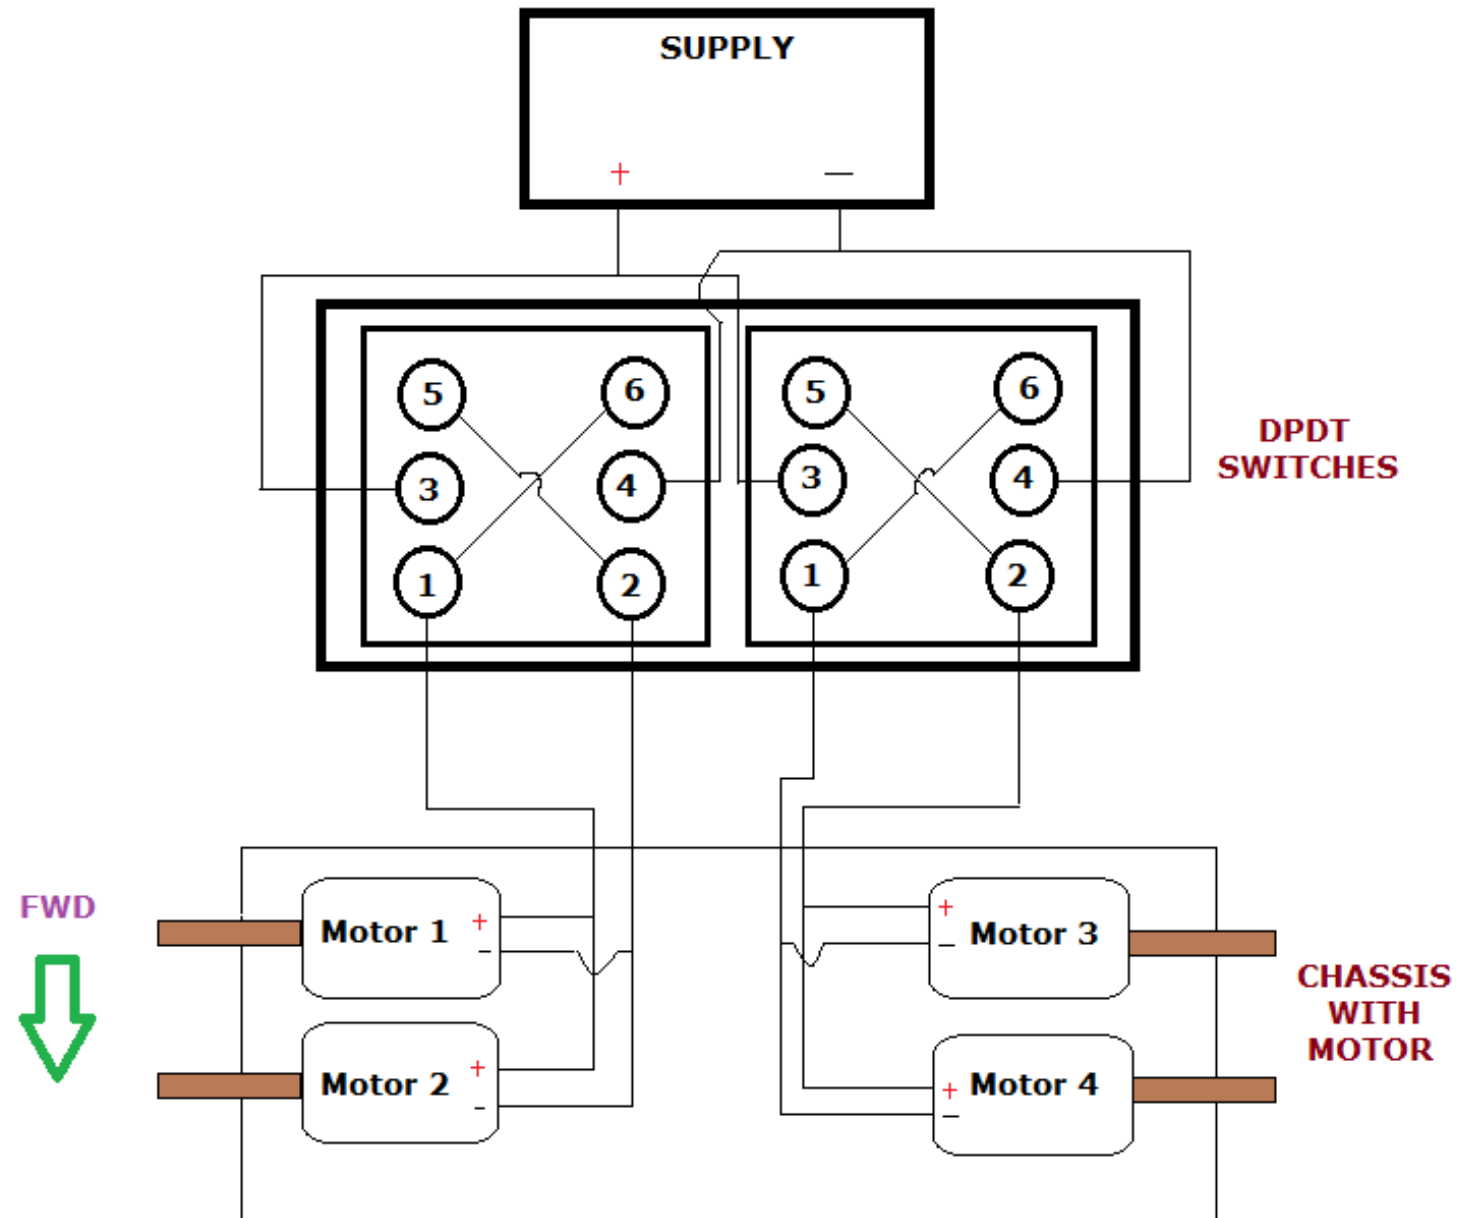 SUPPLY
+ —
5 6 5 6
3 4 3 4
1 2 1 2
DPDT
SWITCHES
FWD
Motor 1 +
-
Motor 2 +
-
+ Motor 3
—
+ Motor 4
—
CHASSIS
WITH
MOTOR